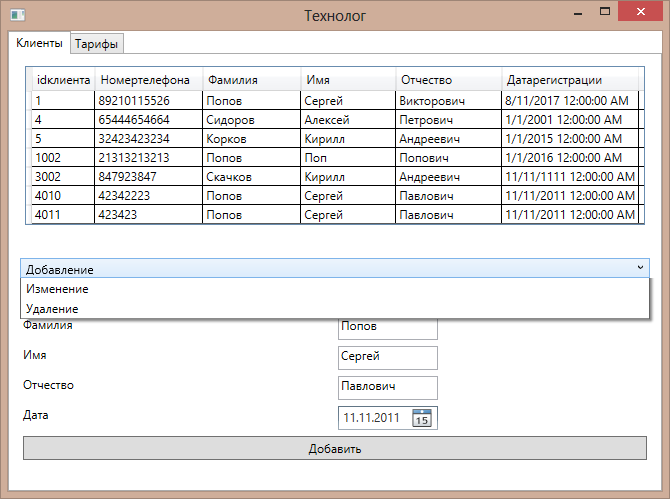 Технолог
Клиенты Тарифы
idклиента Номертелефона Фамилия Имя Отчество Датарегистрации
1 89210115526 Попов Сергей Викторович 8/11/2017 12:00:00 AM
4 65444654664 Сидоров Алексей Петрович 1/1/2001 12:00:00 AM
5 32423423234 Корков Кирилл Андреевич 1/1/2015 12:00:00 AM
1002 21313213213 Попов Поп Попович 1/1/2016 12:00:00 AM
3002 847923847 Скачков Кирилл Андреевич 11/11/1111 12:00:00 AM
4010 42342223 Попов Сергей Павлович 11/11/2011 12:00:00 AM
4011 423423 Попов Сергей Павлович 11/11/2011 12:00:00 AM
Добавление
Изменение
Удаление
Фамилия Попов
Имя Сергей
Отчество Павлович
Дата 11.11.2011 15
Добавить